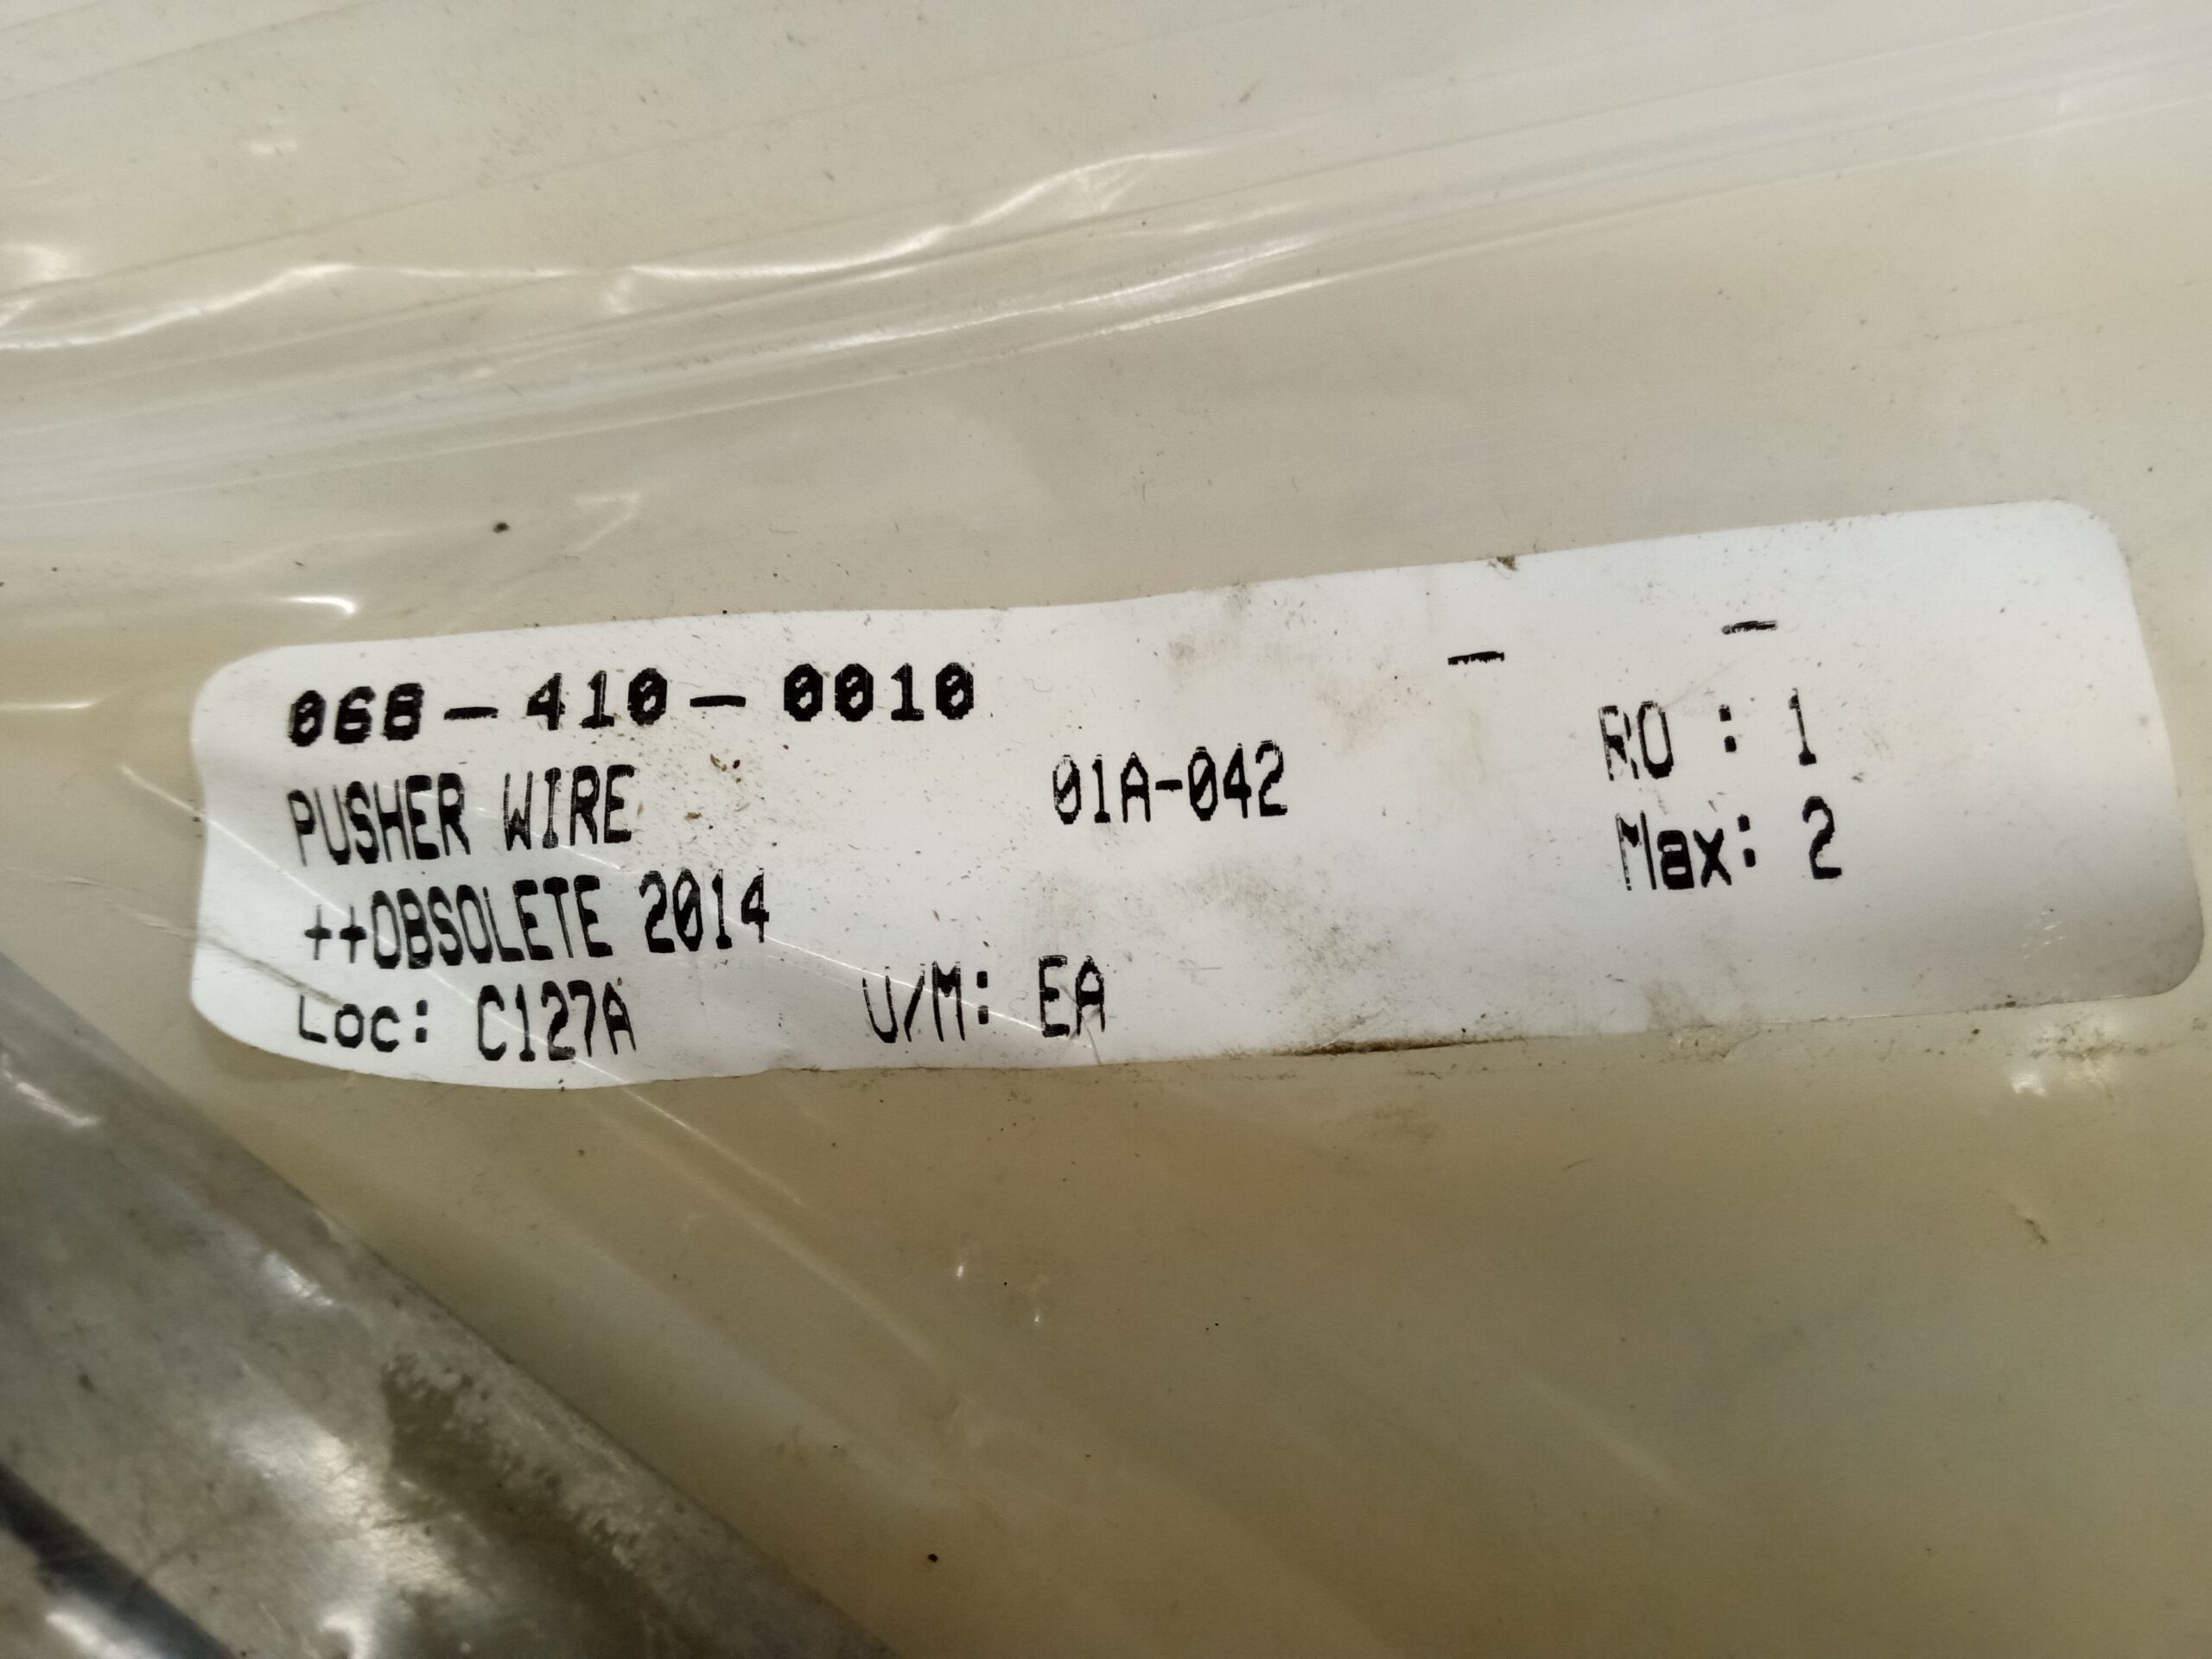 068-410-0010 - -
PUSHER WIRE 01A-042 RO : 1
++OBSOLETE 2014 Max: 2
Loc: C127A U/M: EA